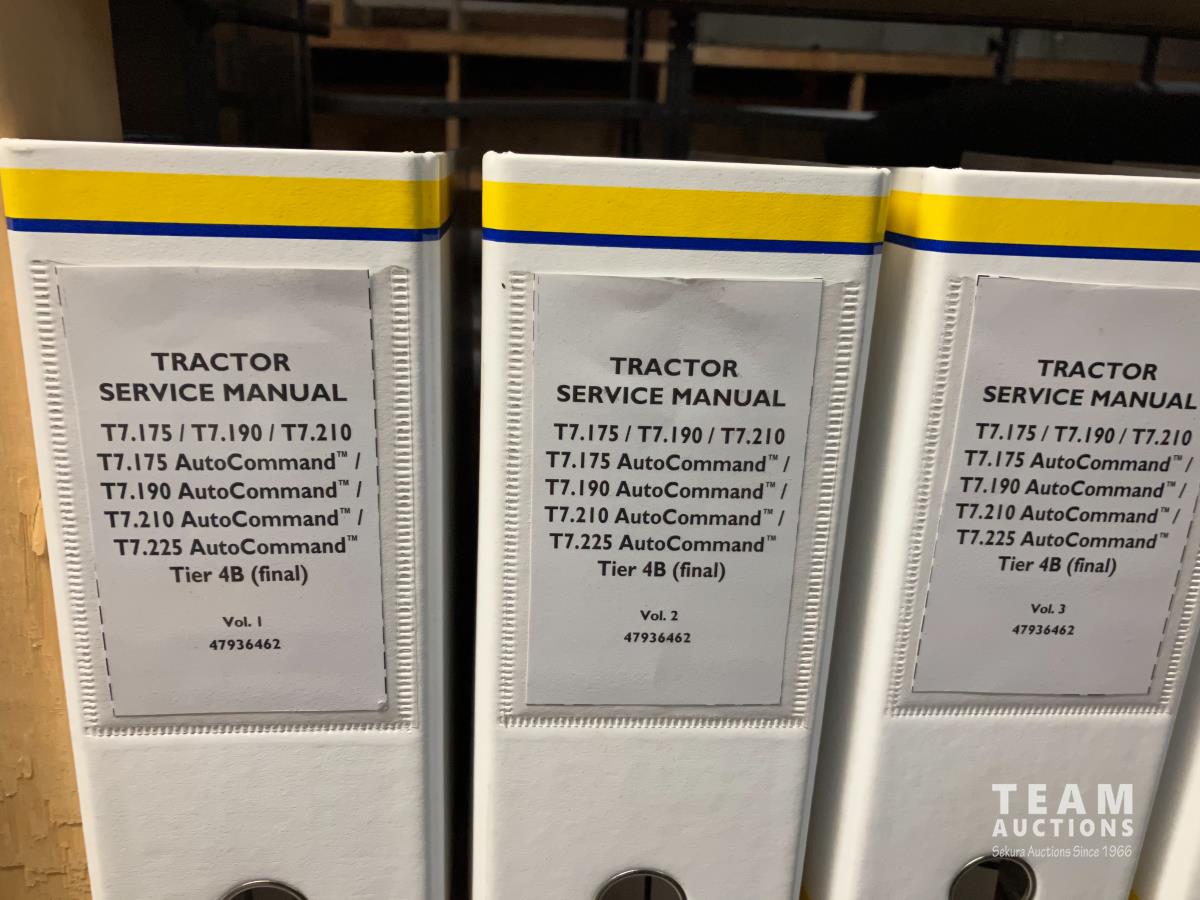 TRACTOR
SERVICE MANUAL
T7.175 / T7.190 / T7.210
T7.175 AutoCommand™ /
T7.190 AutoCommand™ /
T7.210 AutoCommand™ /
T7.225 AutoCommand™
Tier 4B (final)
Vol. 1
47936462
TRACTOR
SERVICE MANUAL
T7.175 / T7.190 / T7.210
T7.175 AutoCommand™ /
T7.190 AutoCommand™ /
T7.210 AutoCommand™ /
T7.225 AutoCommand™
Tier 4B (final)
Vol. 2
47936462
TRACTOR
SERVICE MANUAL
T7.175 / T7.190 / T7.210
T7.175 AutoCommand™ /
T7.190 AutoCommand™ /
T7.210 AutoCommand™ /
T7.225 AutoCommand™
Tier 4B (final)
Vol. 3
47936462
TEAM
AUCTIONS
Sekura Auctions Since 1966